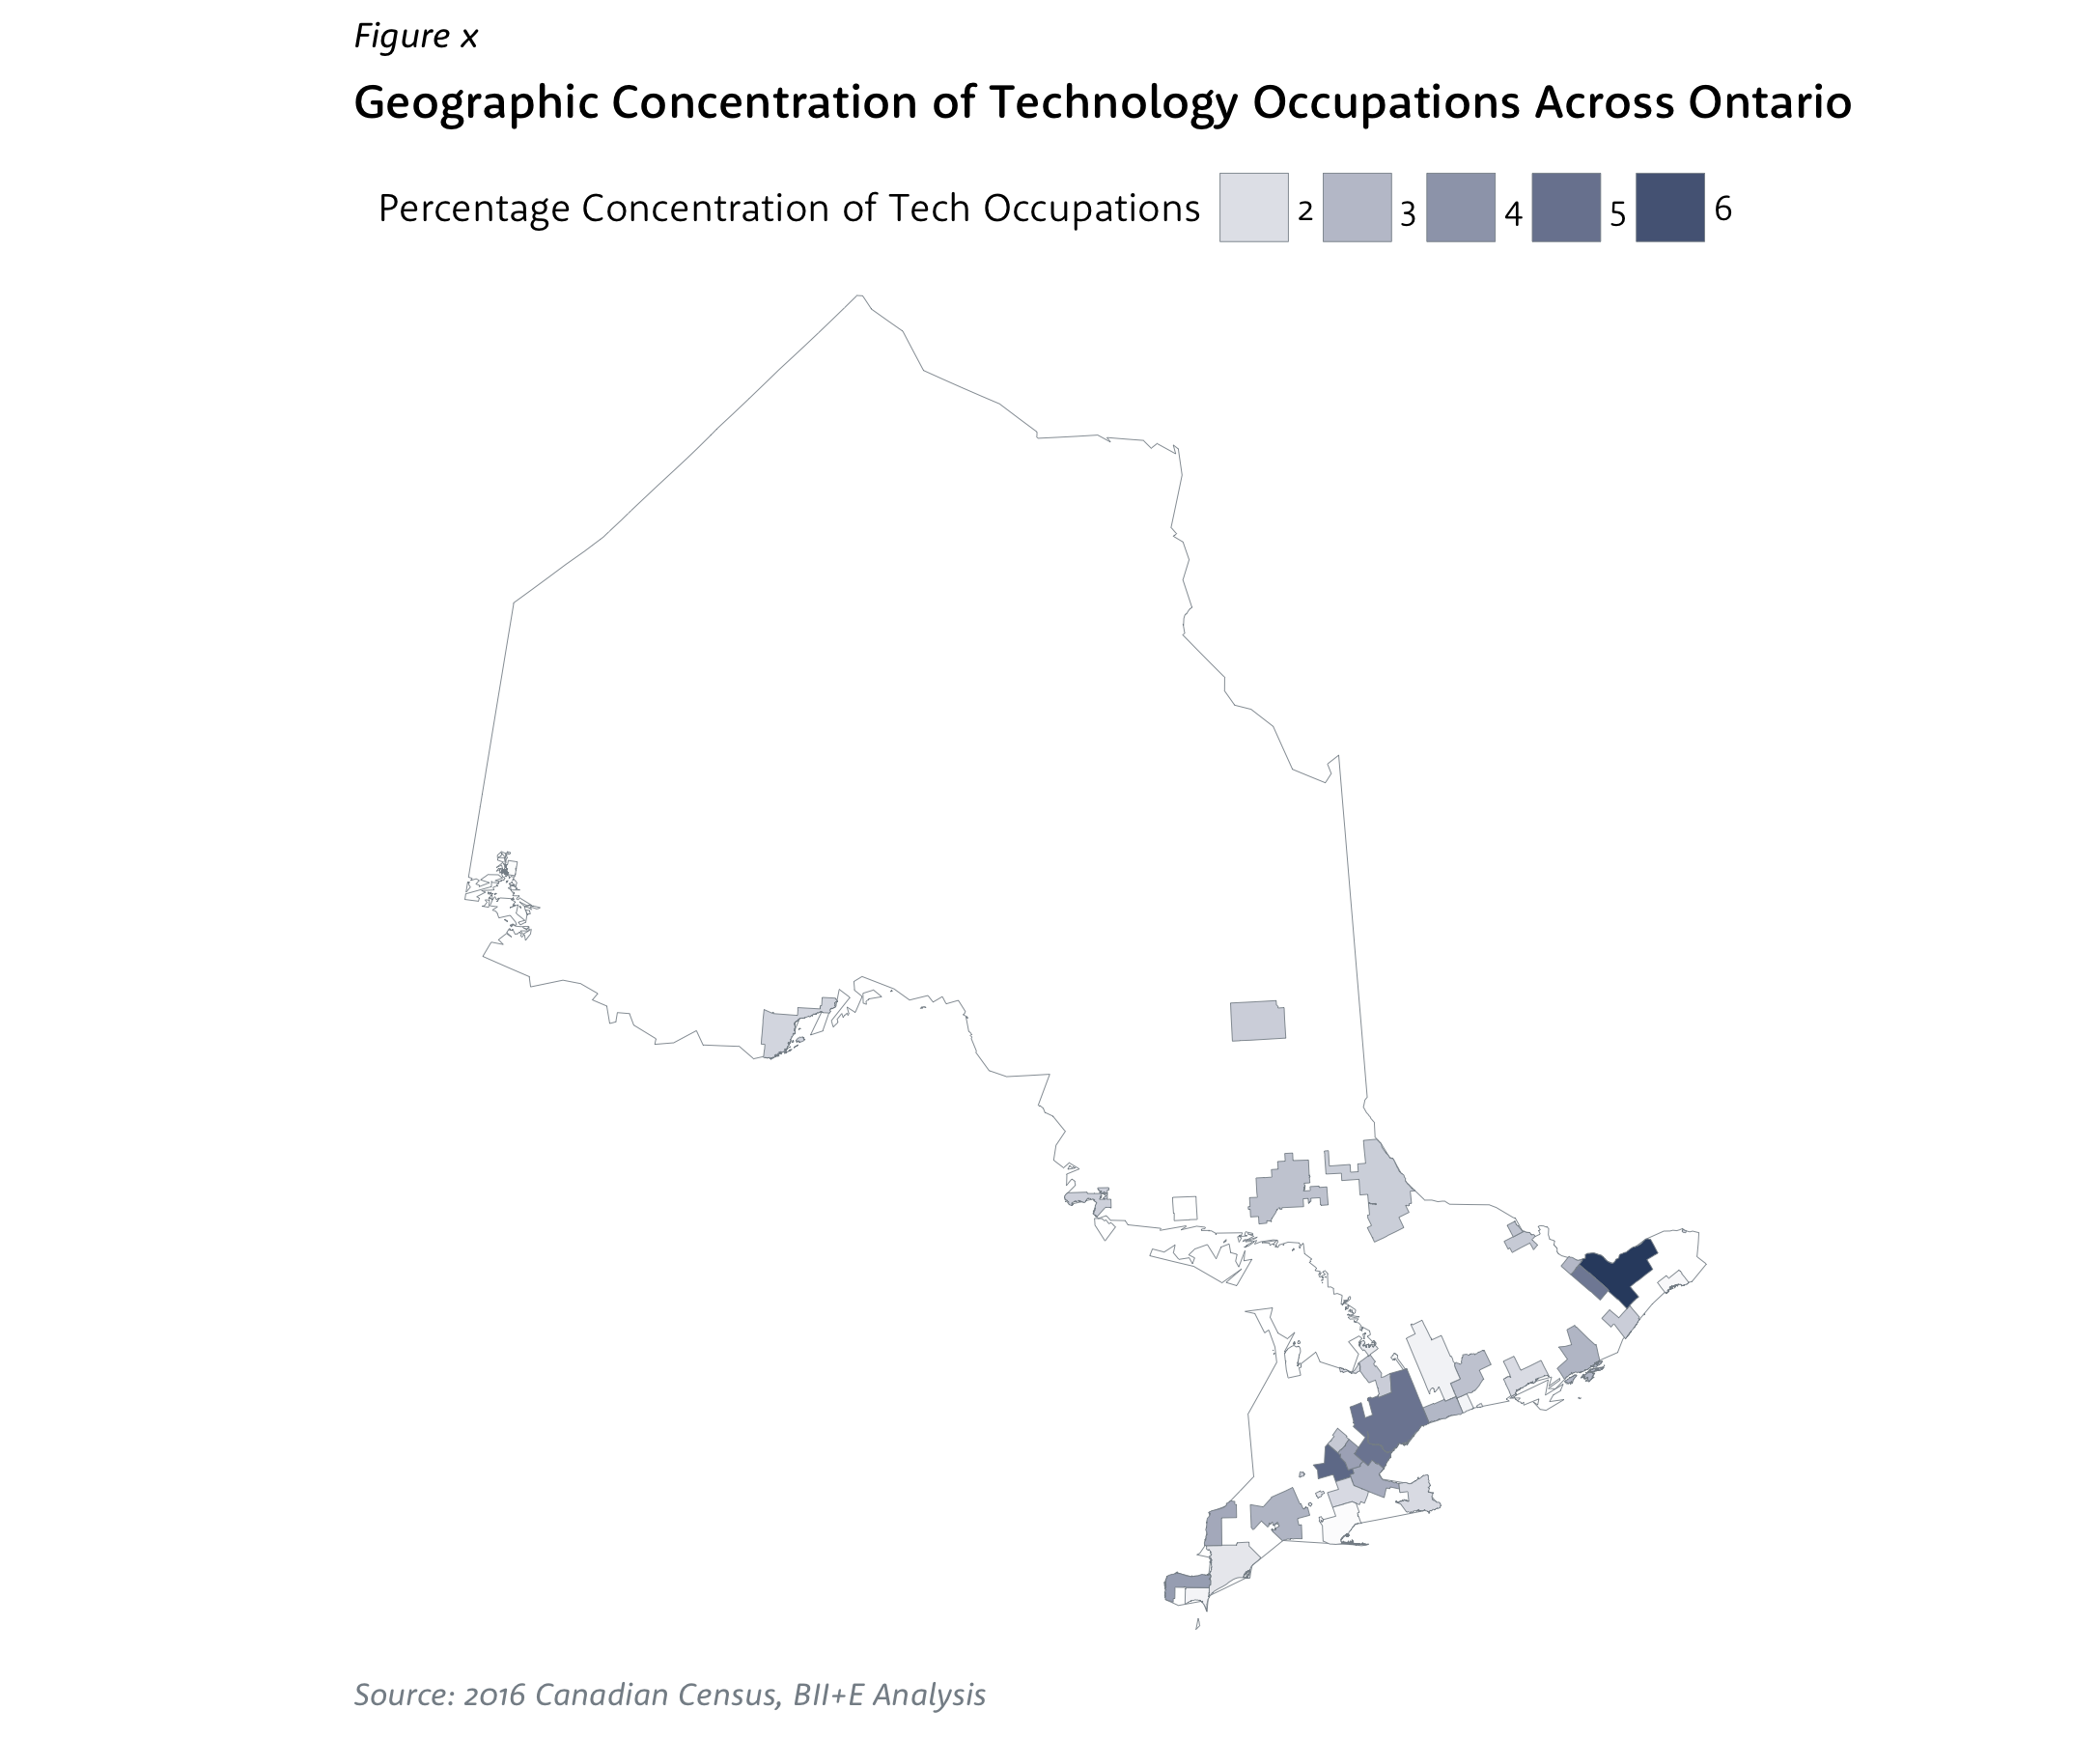 Figure x
Geographic Concentration of Technology Occupations Across Ontario
Percentage Concentration of Tech Occupations 2 3 4 5 6
Source: 2016 Canadian Census, BII+E Analysis